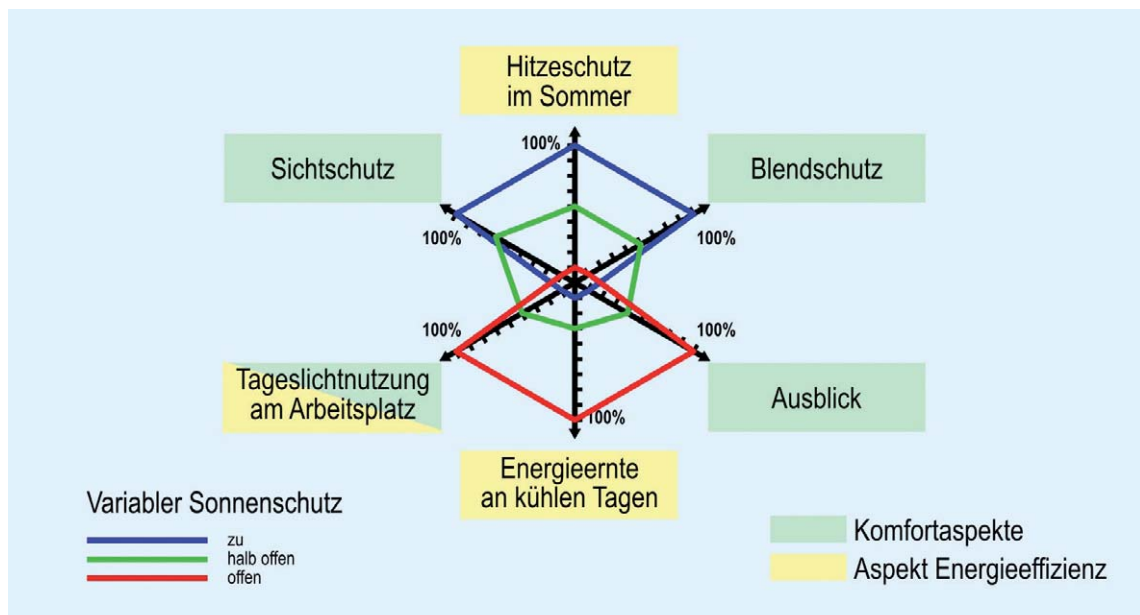 Hitzeschutz
im Sommer
100%
Sichtschutz
Blendschutz
100%
100%
100%
100%
Tageslichtnutzung
am Arbeitsplatz
Ausblick
100%
Energieernte
an kühlen Tagen
Variabler Sonnenschutz
zu
halb offen
offen
Komfortaspekte
Aspekt Energieeffizienz